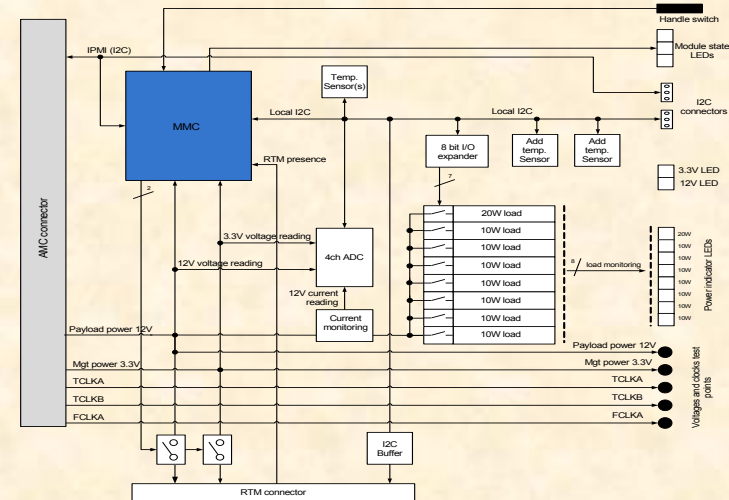 Handle switch
Module state
LEDs
IPMI (I2C)
Temp.
Sensor(s)
I2C
connectors
MMC
Local I2C
Local I2C
8 bit I/O
expander
Add
temp.
Sensor
Add
temp.
Sensor
RTM presence
3.3V LED
12V LED
2
7
AMC connector
20W load
10W load
10W load
10W load
10W load
10W load
10W load
10W load
3.3V voltage reading
4ch ADC
12V voltage reading
12V current
reading
Current
monitoring
8
load monitoring
20W
10W
10W
10W
10W
10W
10W
10W
Power indicator LEDs
Payload power 12V
Payload power 12V
Mgt power 3.3V
Mgt power 3.3V
TCLKA
TCLKA
TCLKB
TCLKB
FCLKA
FCLKA
Voltages and clocks test
points
I2C
Buffer
RTM connector